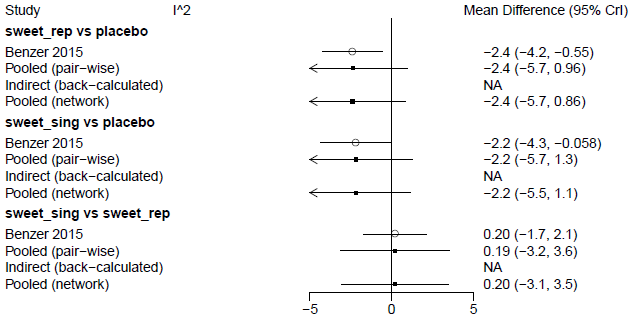 Study I^2 Mean Difference (95% CrI)
sweet_rep vs placebo
Benzer 2015 −2.4 (−4.2, −0.55)
Pooled (pair−wise) −2.4 (−5.7, 0.96)
Indirect (back−calculated) NA
Pooled (network) −2.4 (−5.7, 0.86)
sweet_sing vs placebo
Benzer 2015 −2.2 (−4.3, −0.058)
Pooled (pair−wise) −2.2 (−5.7, 1.3)
Indirect (back−calculated) NA
Pooled (network) −2.2 (−5.5, 1.1)
sweet_sing vs sweet_rep
Benzer 2015 0.20 (−1.7, 2.1)
Pooled (pair−wise) 0.19 (−3.2, 3.6)
Indirect (back−calculated) NA
Pooled (network) 0.20 (−3.1, 3.5)
−5 0 5